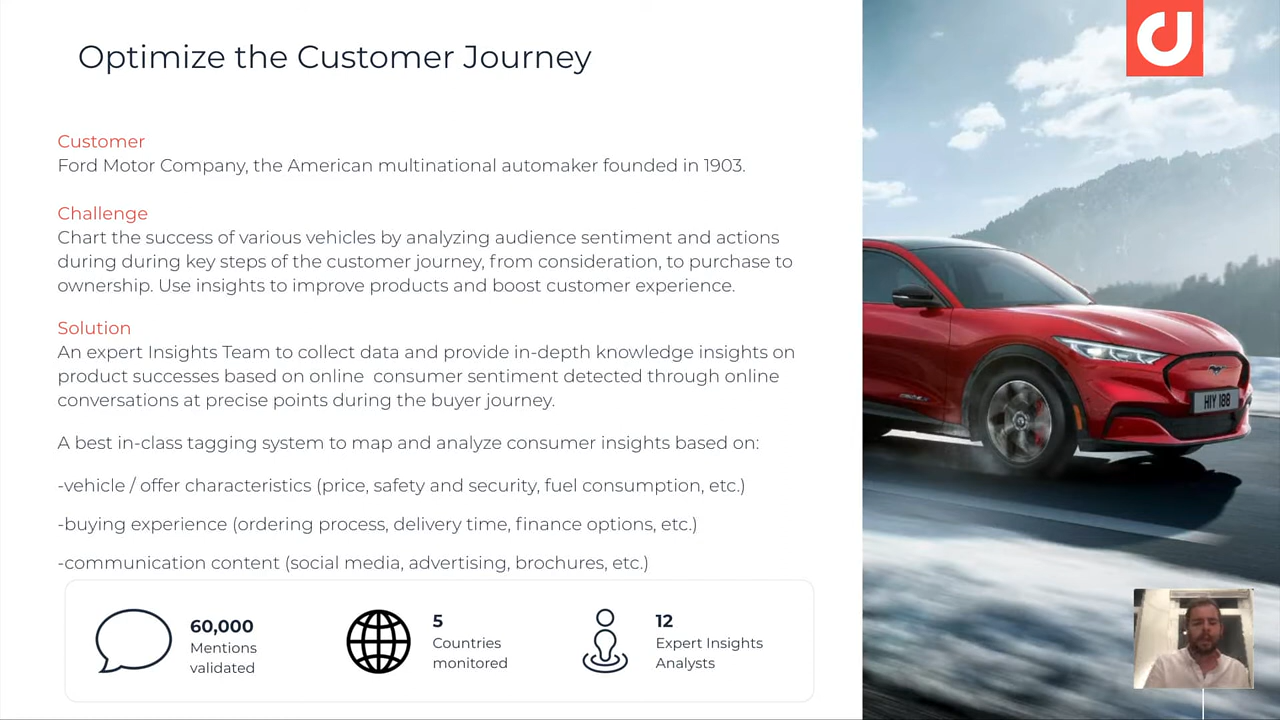 Optimize the Customer Journey
Customer
Ford Motor Company, the American multinational automaker founded in 1903.
Challenge
Chart the success of various vehicles by analyzing audience sentiment and actions
during during key steps of the customer journey, from consideration, to purchase to
ownership. Use insights to improve products and boost customer experience.
Solution
An expert Insights Team to collect data and provide in-depth knowledge insights on
product successes based on online  consumer sentiment detected through online
conversations at precise points during the buyer journey.
A best in-class tagging system to map and analyze consumer insights based on:
-vehicle / offer characteristics (price, safety and security, fuel consumption, etc.)
-buying experience (ordering process, delivery time, finance options, etc.)
-communication content (social media, advertising, brochures, etc.)
60,000
Mentions
validated
5
Countries
monitored
12
Expert Insights
Analysts
HIY 188